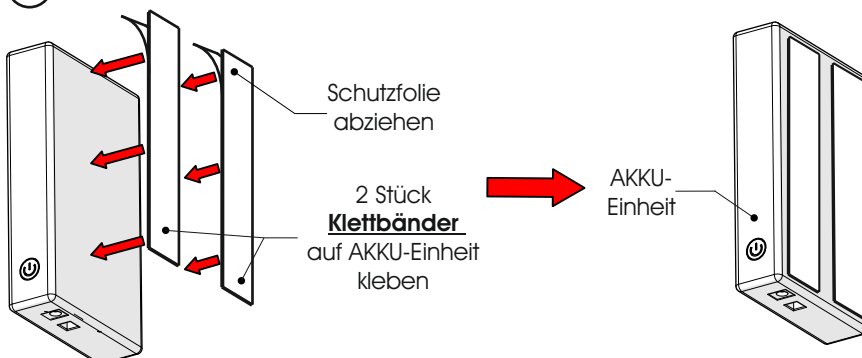 Schutzfolie
abziehen
2 Stück
Klettbänder
auf AKKU-Einheit
kleben
AKKU-
Einheit